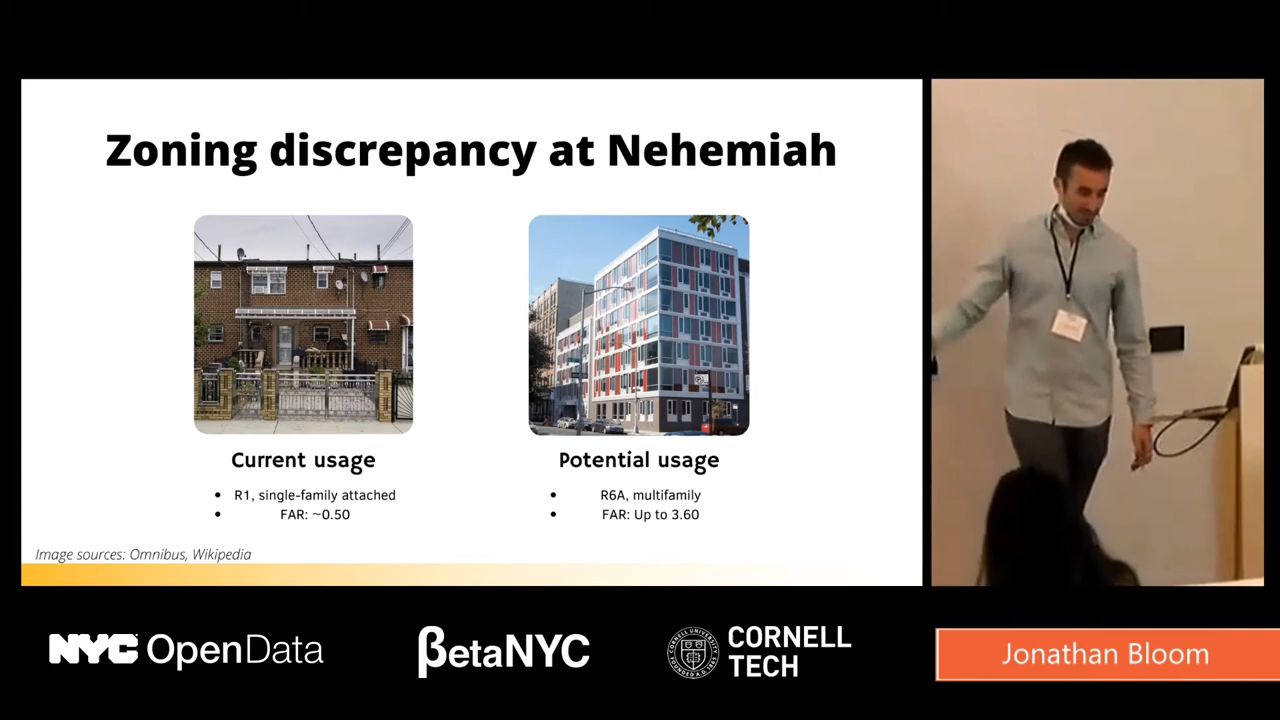 Zoning discrepancy at Nehemiah
Current usage
• R1, single-family attached
• FAR: ~0.50
Potential usage
• R6A, multifamily
• FAR: Up to 3.60
Image sources: Omnibus, Wikipedia
NYC OpenData
βetaNYC
CORNELL
TECH
Jonathan Bloom